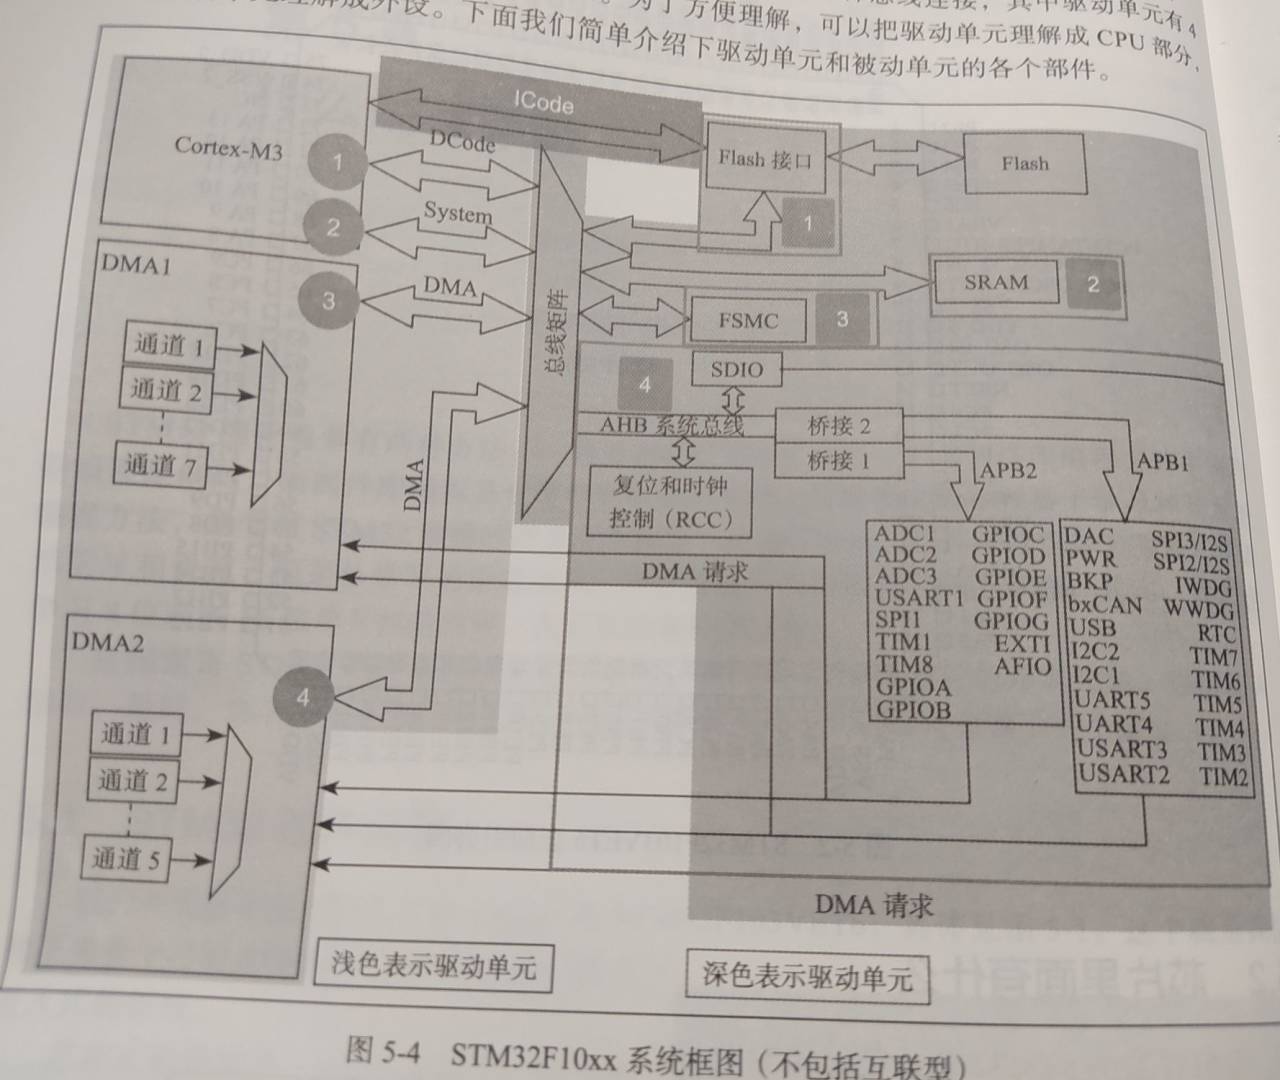 下面我们简单介绍下驱动单元和被动单元的各个部件。
为了方便理解，可以把驱动单元理解成 CPU 部分，
其中驱动单元有 4
ICode
Cortex-M3
1
DCode
Flash 接口
Flash
2
System
1
DMA1
3
DMA
总线矩阵
SRAM
2
FSMC
3
通道 1
通道 2
通道 7
SDIO
4
AHB 系统总线
桥接 2
桥接 1
APB2
APB1
复位和时钟
控制（RCC）
DMA
DMA 请求
ADC1 GPIOC
ADC2 GPIOD
ADC3 GPIOE
USART1 GPIOF
SPI1 GPIOG
TIM1 EXTI
TIM8 AFIO
GPIOA
GPIOB
DAC SPI3/I2S
PWR SPI2/I2S
BKP IWDG
bxCAN WWDG
USB RTC
I2C2 TIM7
I2C1 TIM6
UART5 TIM5
UART4 TIM4
USART3 TIM3
USART2 TIM2
DMA2
4
通道 1
通道 2
通道 5
DMA 请求
浅色表示驱动单元
深色表示驱动单元
图 5-4 STM32F10xx 系统框图（不包括互联型）